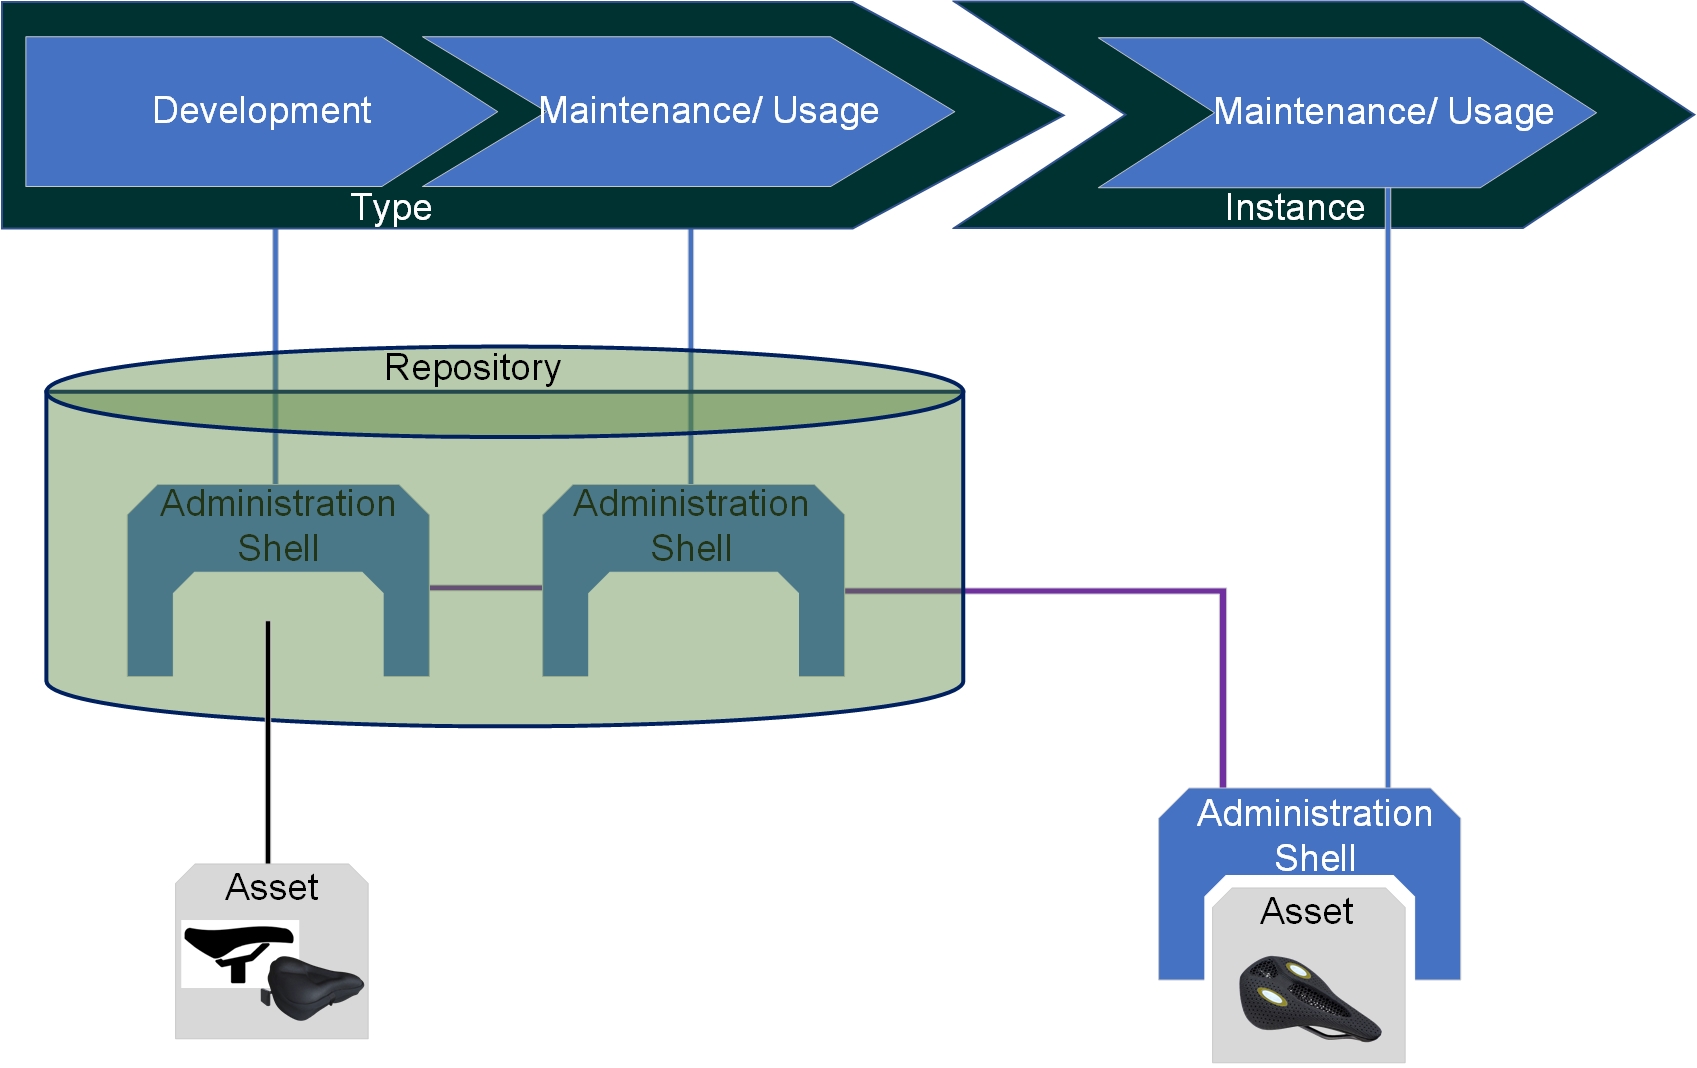 Development
Maintenance/ Usage
Maintenance/ Usage
Type
Instance
Repository
Administration
Shell
Administration
Shell
Administration
Shell
Asset
Asset